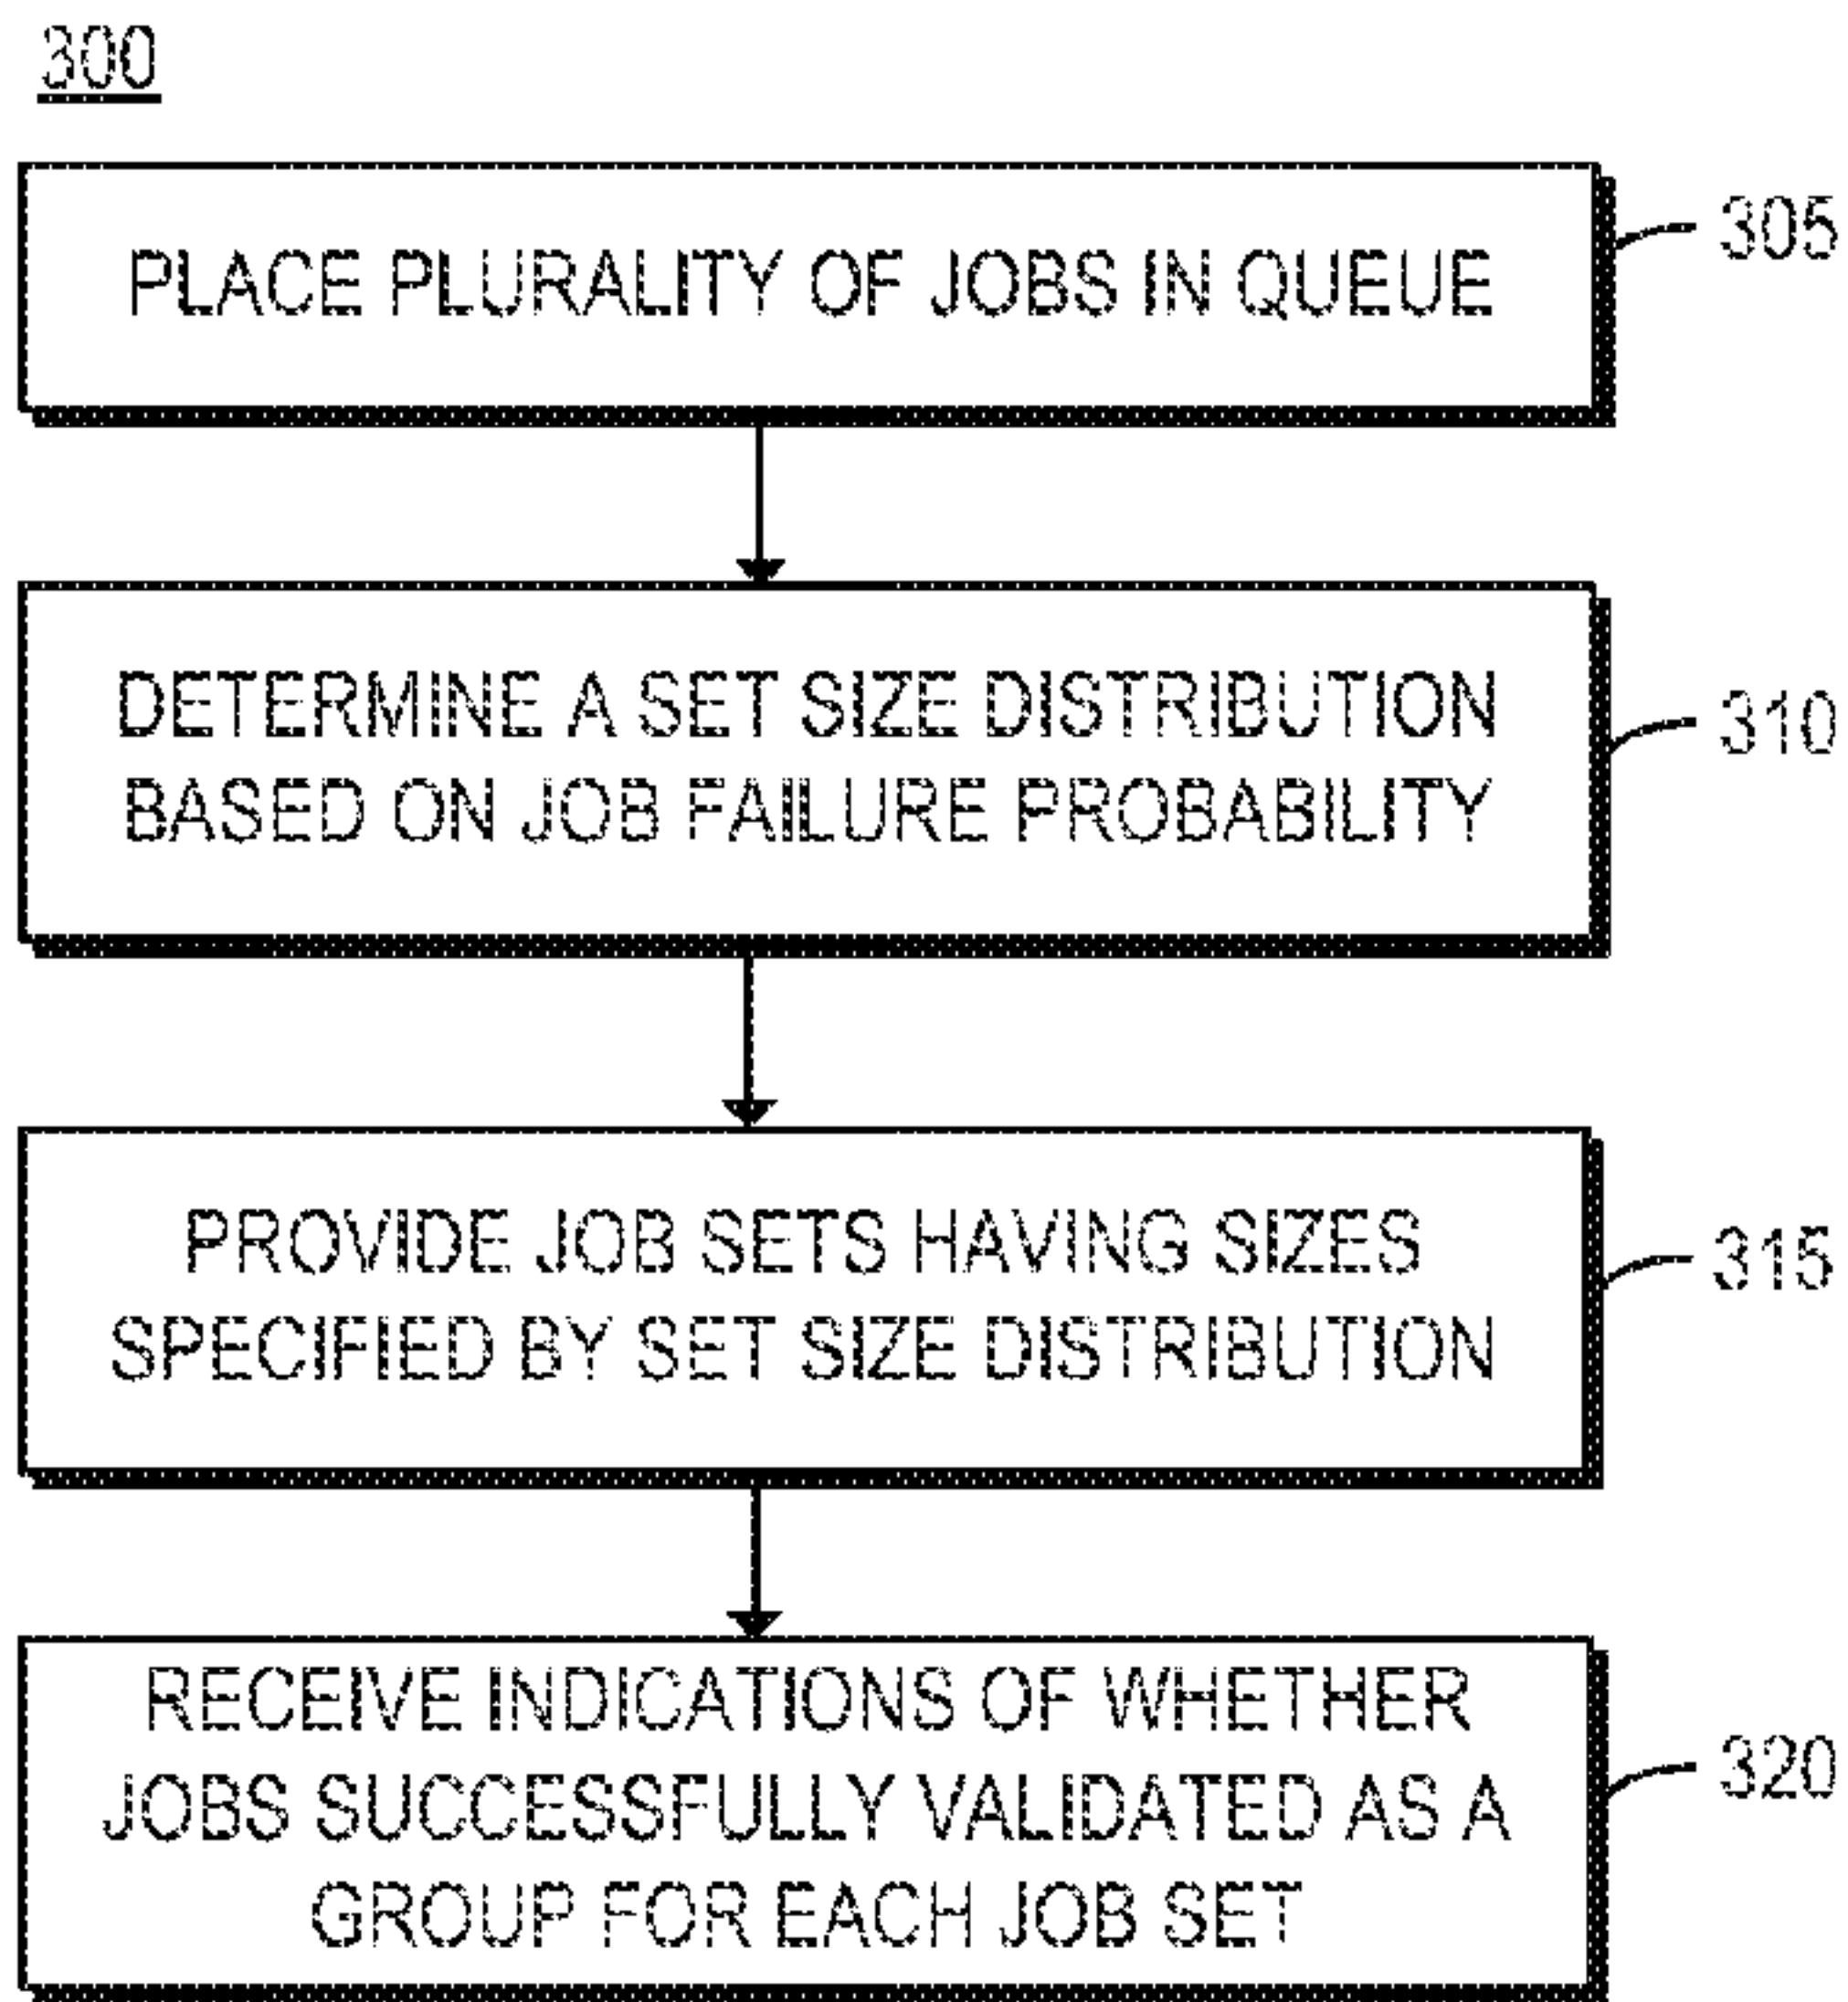 300
PLACE PLURALITY OF JOBS IN QUEUE
305
DETERMINE A SET SIZE DISTRIBUTION
BASED ON JOB FAILURE PROBABILITY
310
PROVIDE JOB SETS HAVING SIZES
SPECIFIED BY SET SIZE DISTRIBUTION
315
RECEIVE INDICATIONS OF WHETHER
JOBS SUCCESSFULLY VALIDATED AS A
GROUP FOR EACH JOB SET
320